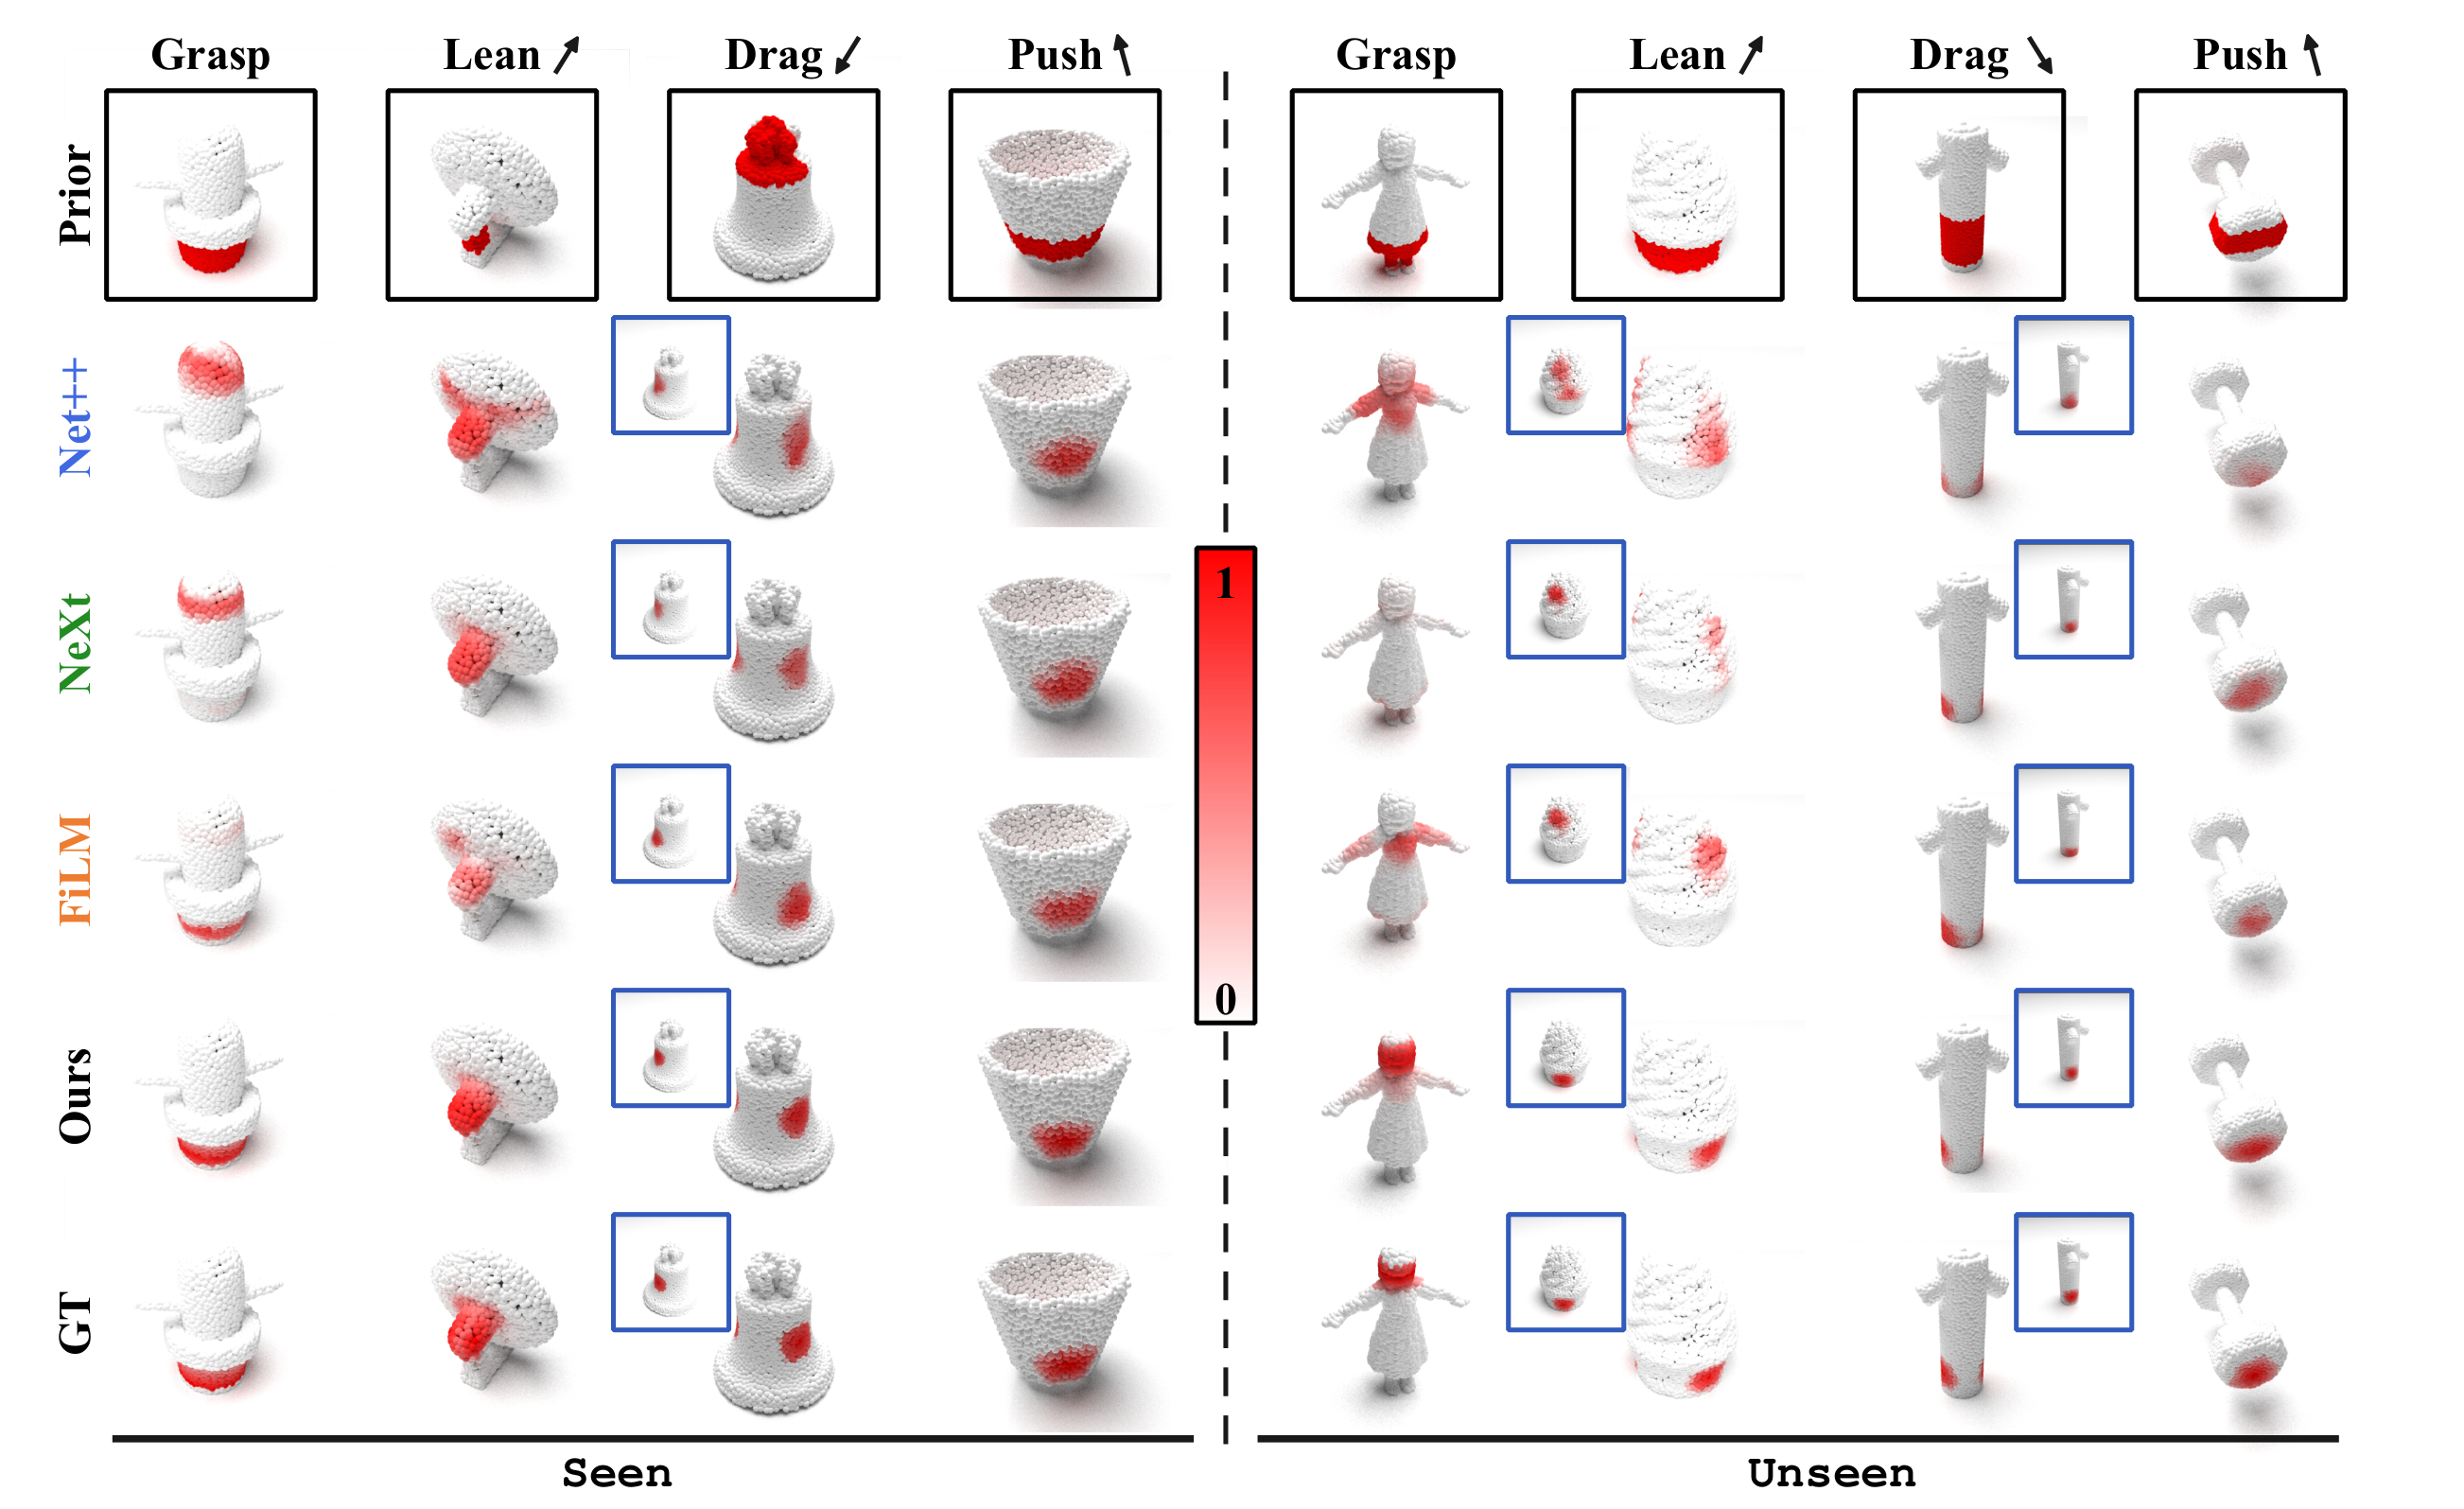 Grasp Lean Drag Push Grasp Lean Drag Push
Prior
Net++
NeXt
1
FiLM
0
Ours
GT
Seen Unseen